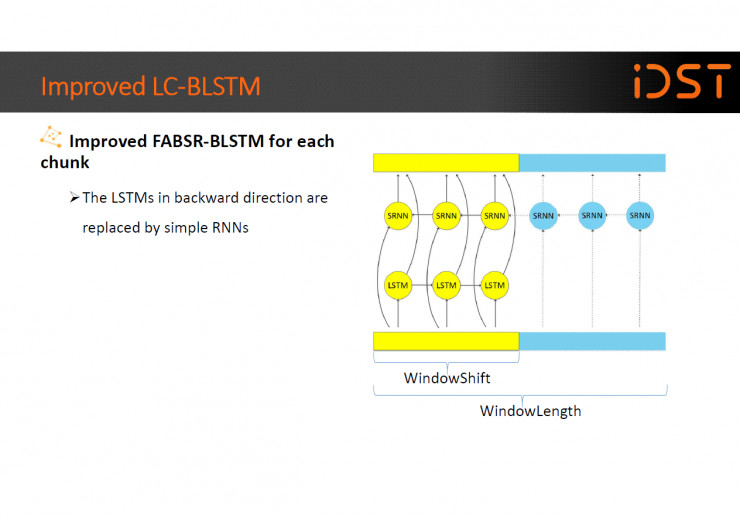 Improved LC-BLSTM
iDST
Improved FABSR-BLSTM for each
chunk
The LSTMs in backward direction are
replaced by simple RNNs
SRNN SRNN SRNN SRNN SRNN SRNN
LSTM LSTM LSTM
WindowShift
WindowLength